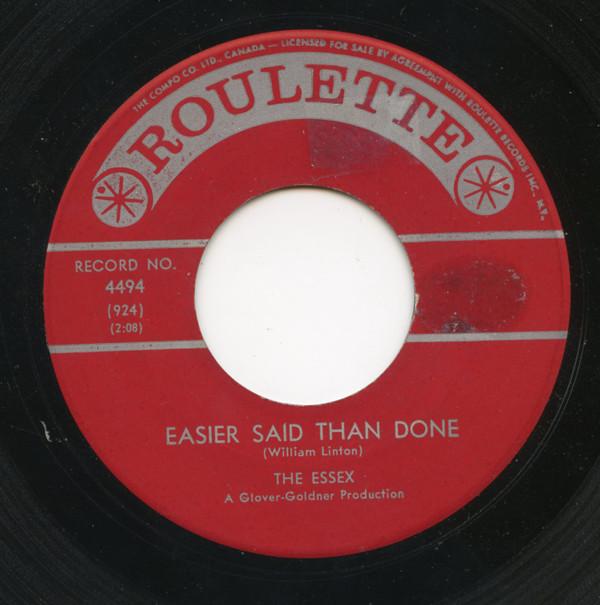 THE COMPO CO. LTD., CANADA — LICENSED FOR SALE BY AGREEMENT WITH ROULETTE RECORDS INC. N.Y.
ROULETTE
RECORD NO.
4494
(924)
(2:08)
EASIER SAID THAN DONE
(William Linton)
THE ESSEX
A Glover-Goldner Production